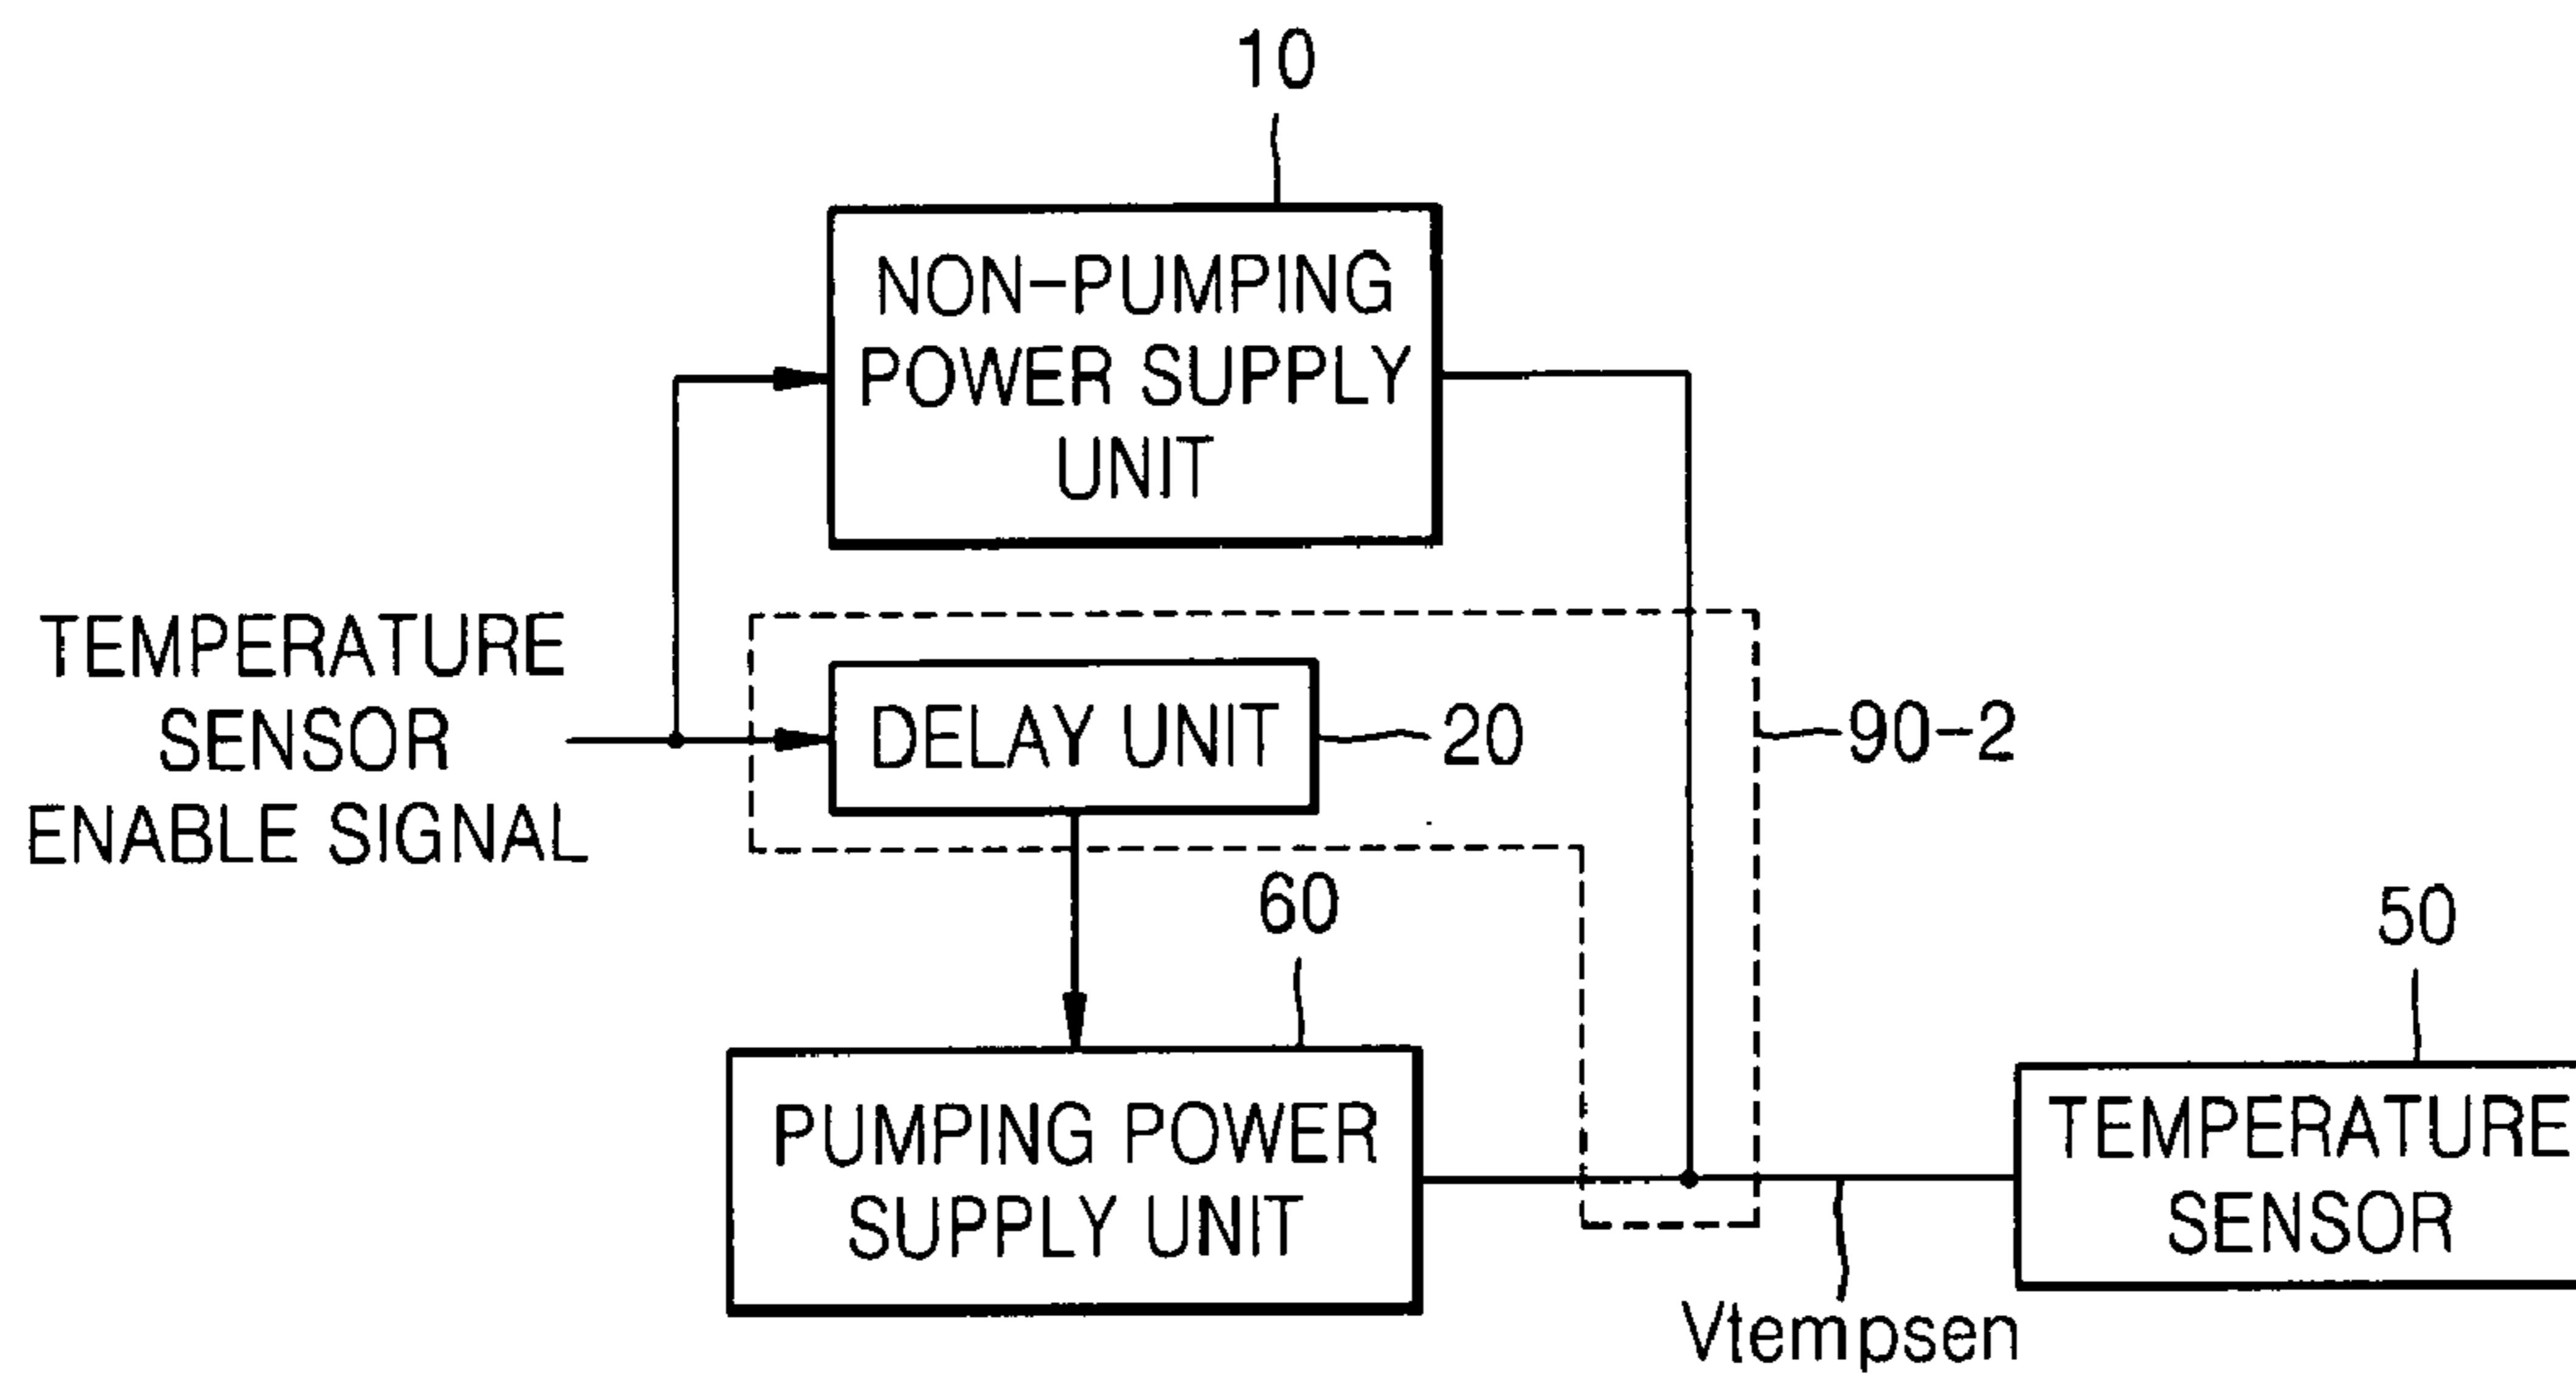 10
NON-PUMPING
POWER SUPPLY
UNIT
TEMPERATURE
SENSOR
ENABLE SIGNAL
DELAY UNIT
20
90-2
60
PUMPING POWER
SUPPLY UNIT
50
TEMPERATURE
SENSOR
Vtempsen